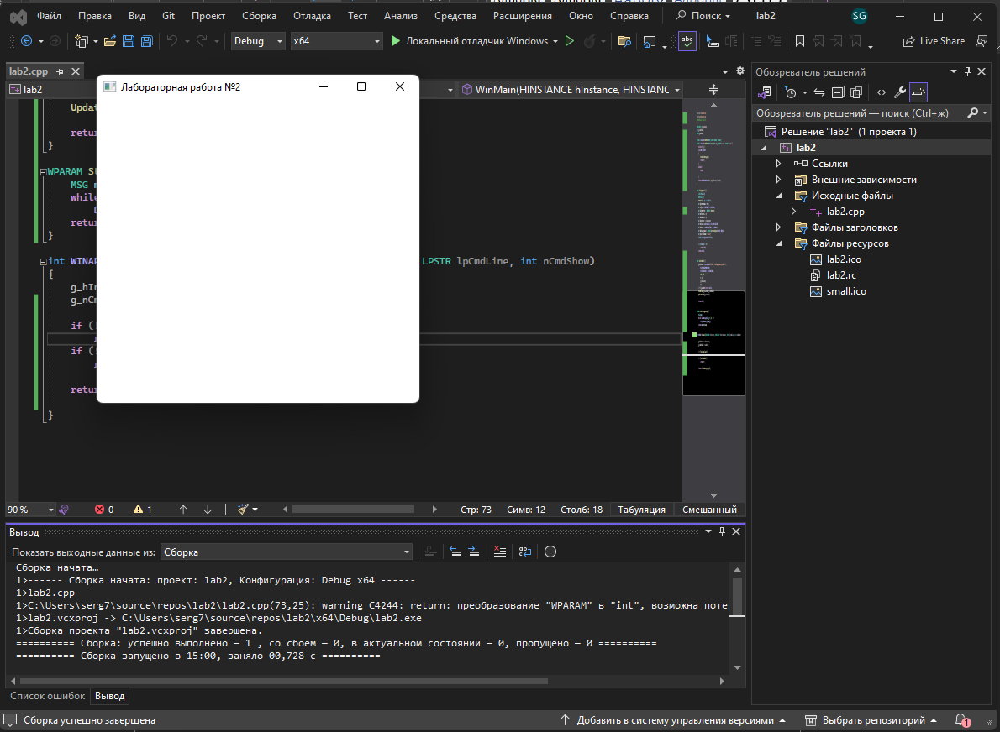 Файл Правка Вид Git Проект Сборка Отладка Тест Анализ Средства Расширения Окно Справка Поиск lab2 SG
Debug x64 Локальный отладчик Windows abc Live Share
lab2.cpp
lab2 WinMain(HINSTANCE hInstance, HINSTANC
Лабораторная работа №2
Upda
retu
}
WPARAM St
MSG
while
retu
}
int WINA LPSTR lpCmdLine, int nCmdShow)
{
g_hIn
g_nCm
if (
if (
retu
}
90 % 0 1 Стр: 73 Симв: 12 Столб: 18 Табуляция Смешанный
Вывод
Показать выходные данные из: Сборка
Сборка начата…
1>------ Сборка начата: проект: lab2, Конфигурация: Debug x64 ------
1>lab2.cpp
1>C:\Users\serg7\source\repos\lab2\lab2.cpp(73,25): warning C4244: return: преобразование "WPARAM" в "int", возможна поте
1>lab2.vcxproj -> C:\Users\serg7\source\repos\lab2\x64\Debug\lab2.exe
1>Сборка проекта "lab2.vcxproj" завершена.
========== Сборка: успешно выполнено — 1 , со сбоем — 0, в актуальном состоянии — 0, пропущено — 0 ==========
========== Сборка запущено в 15:00, заняло 00,728 с ==========
Список ошибок Вывод
Обозреватель решений
Обозреватель решений — поиск (Ctrl+ж)
Решение "lab2" (1 проекта 1)
lab2
Ссылки
Внешние зависимости
Исходные файлы
lab2.cpp
Файлы заголовков
Файлы ресурсов
lab2.ico
lab2.rc
small.ico
Сборка успешно завершена Добавить в систему управления версиями Выбрать репозиторий 1